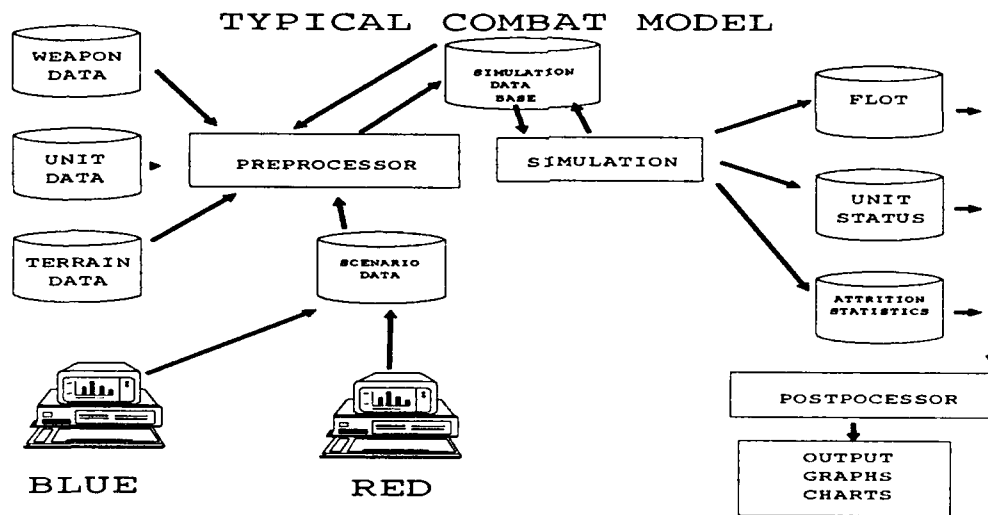 TYPICAL COMBAT MODEL
WEAPON
DATA
SIMULATION
DATA
BASE
FLOT
UNIT
DATA
PREPROCESSOR
SIMULATION
UNIT
STATUS
TERRAIN
DATA
SCENARIO
DATA
ATTRITION
STATISTICS
POSTPOCESSOR
OUTPUT
GRAPHS
CHARTS
BLUE
RED